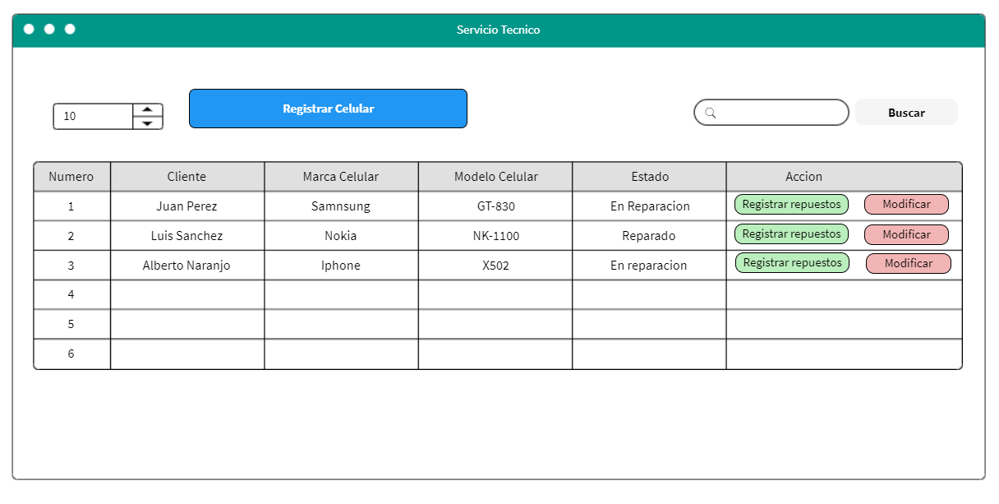 Servicio Tecnico
10
Registrar Celular
Buscar
Numero Cliente Marca Celular Modelo Celular Estado Accion
1 Juan Perez Samnsung GT-830 En Reparacion Registrar repuestos Modificar
2 Luis Sanchez Nokia NK-1100 Reparado Registrar repuestos Modificar
3 Alberto Naranjo Iphone X502 En reparacion Registrar repuestos Modificar
4
5
6